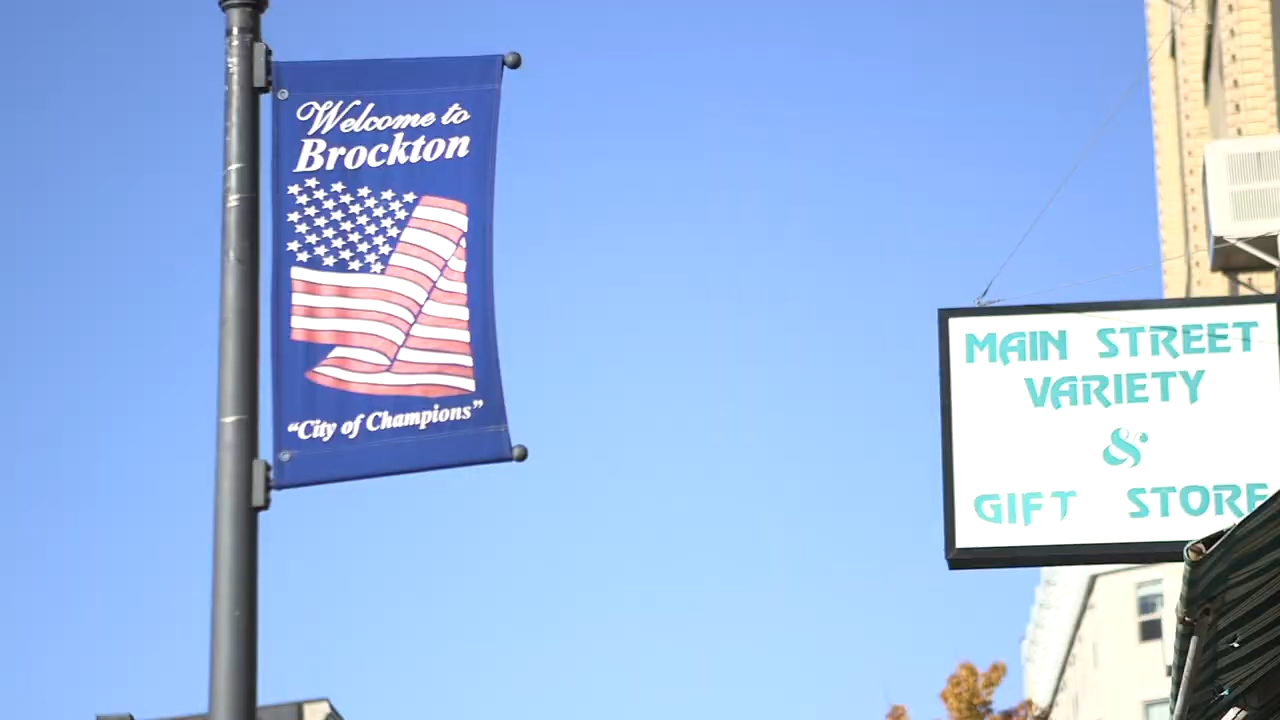 Welcome to
Brockton
“City of Champions”
MAIN STREET
VARIETY
&
GIFT STORE